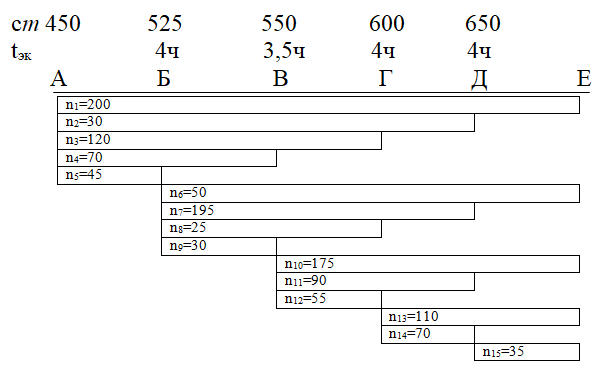 ст 450 525 550 600 650
tэк 4ч 3,5ч 4ч 4ч
А Б В Г Д Е
n1=200
n2=30
n3=120
n4=70
n5=45
n6=50
n7=195
n8=25
n9=30
n10=175
n11=90
n12=55
n13=110
n14=70
n15=35